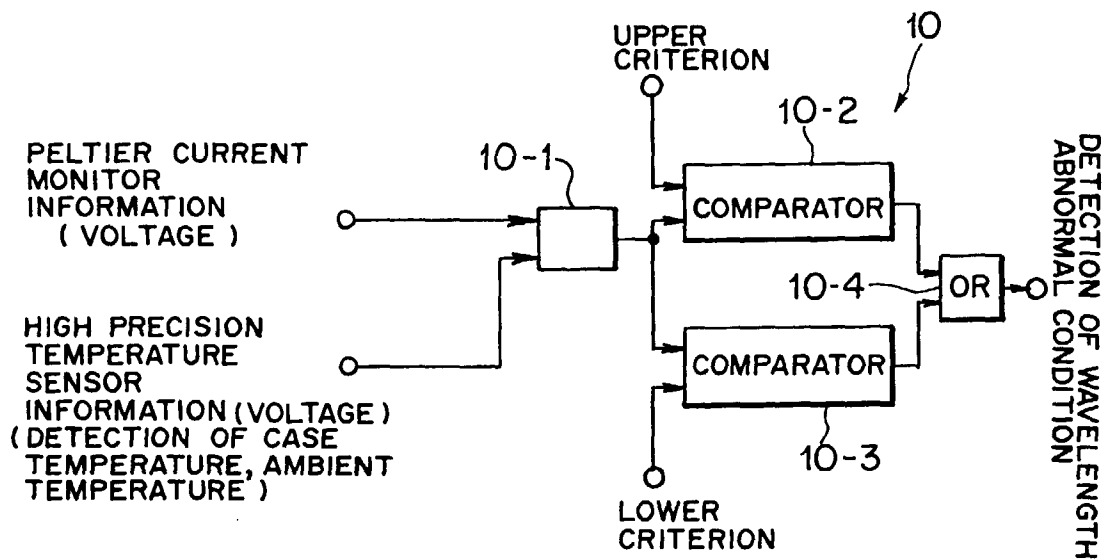 UPPER
CRITERION
10
10-2
PELTIER CURRENT
MONITOR
INFORMATION
( VOLTAGE )
10-1
COMPARATOR
DETECTION OF WAVELENGTH
ABNORMAL CONDITION
10-4
OR
HIGH PRECISION
TEMPERATURE
SENSOR
INFORMATION (VOLTAGE)
( DETECTION OF CASE
TEMPERATURE, AMBIENT
TEMPERATURE )
COMPARATOR
10-3
LOWER
CRITERION